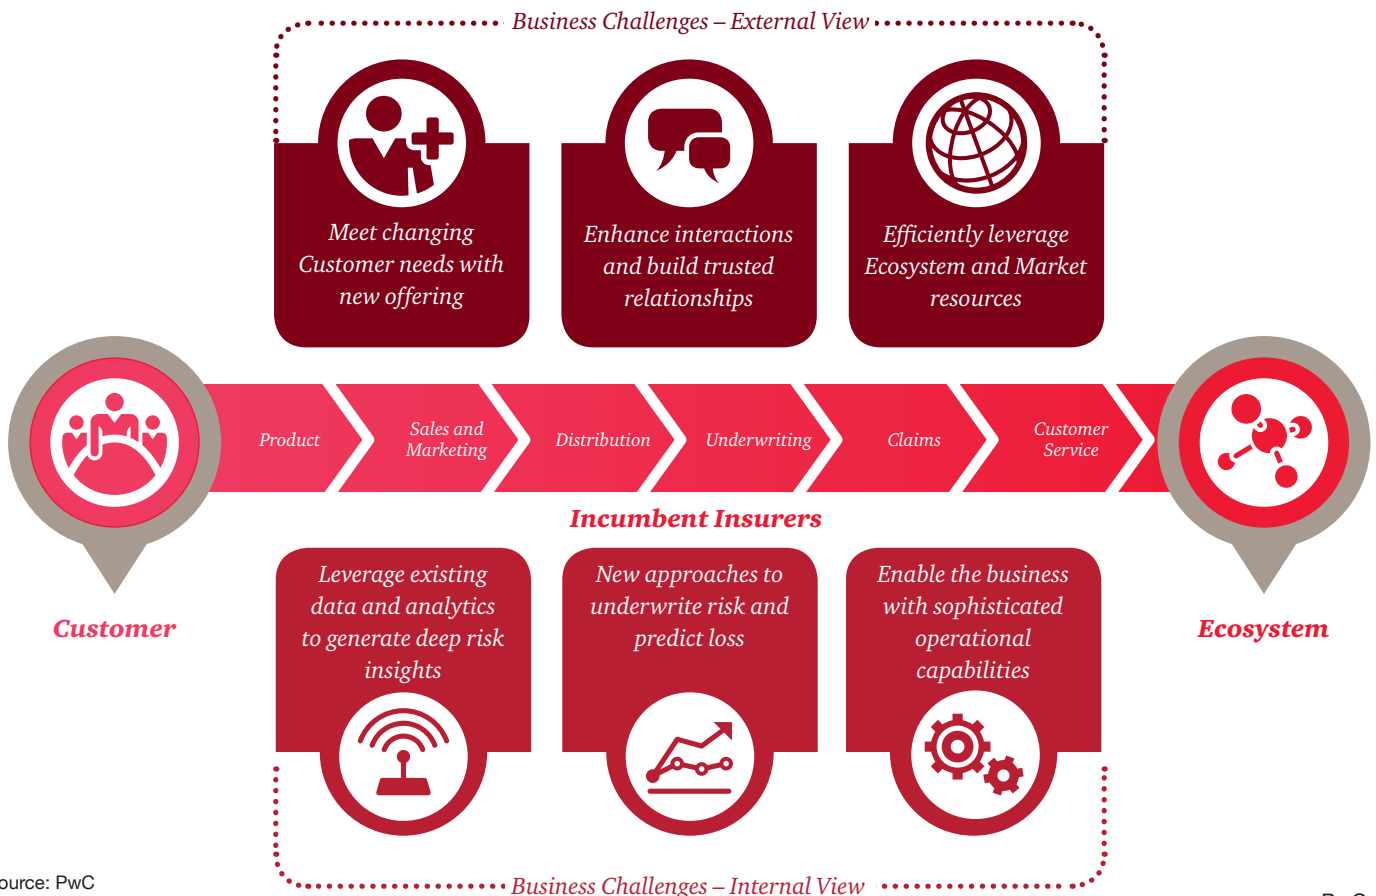 Business Challenges – External View
Meet changing
Customer needs with
new offering
Enhance interactions
and build trusted
relationships
Efficiently leverage
Ecosystem and Market
resources
Product
Sales and
Marketing
Distribution
Underwriting
Claims
Customer
Service
Incumbent Insurers
Customer
Ecosystem
Leverage existing
data and analytics
to generate deep risk
insights
New approaches to
underwrite risk and
predict loss
Enable the business
with sophisticated
operational
capabilities
Business Challenges – Internal View
ource: PwC